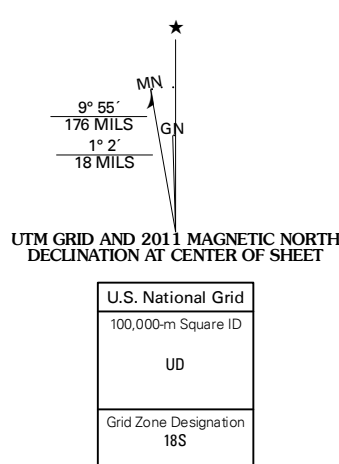 ★
MN
9° 55´
176 MILS
GN
1° 2´
18 MILS
UTM GRID AND 2011 MAGNETIC NORTH
DECLINATION AT CENTER OF SHEET
U.S. National Grid
100,000-m Square ID
UD
Grid Zone Designation
18S